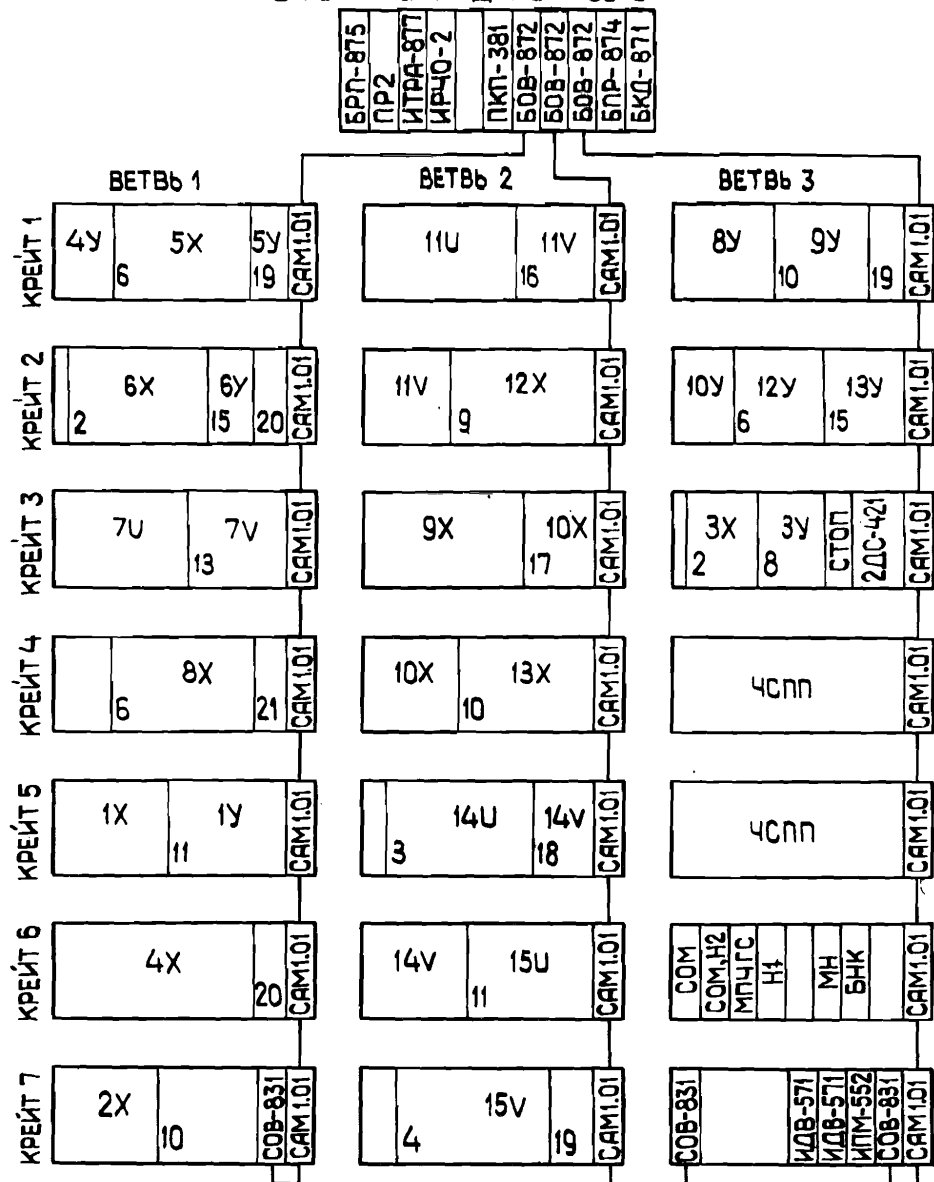 БРП-875
ПР2
ИТРА-877
ИРЧО-2
ПКП-381
БОВ-872
БОВ-872
БОВ-872
БПР-874
БКД-871
ВЕТВЬ 1
ВЕТВЬ 2
ВЕТВЬ 3
КРЕЙТ 1
4У 5Х 5У САМ1.01
6 19
11U 11V САМ1.01
16
8У 9У САМ1.01
10 19
КРЕЙТ 2
6Х 6У САМ1.01
2 15 20
11V 12Х САМ1.01
9
10У 12У 13У САМ1.01
6 15
КРЕЙТ 3
7U 7V САМ1.01
13
9Х 10Х САМ1.01
17
3Х 3У СТОП 2ДС-421 САМ1.01
2 8
КРЕЙТ 4
8Х САМ1.01
6 21
10Х 13Х САМ1.01
10
ЧСПП САМ1.01
КРЕЙТ 5
1Х 1У САМ1.01
11
14U 14V САМ1.01
3 18
ЧСПП САМ1.01
КРЕЙТ 6
4Х САМ1.01
20
14V 15U САМ1.01
11
СОМ СОМ,Н2 МПЧГС Н1 МН БНК САМ1.01
КРЕЙТ 7
2Х СОВ-831 САМ1.01
10
15V САМ1.01
4 19
СОВ-831 ИДВ-571 ИДВ-571 ИПМ-552 СОВ-831 САМ1.01